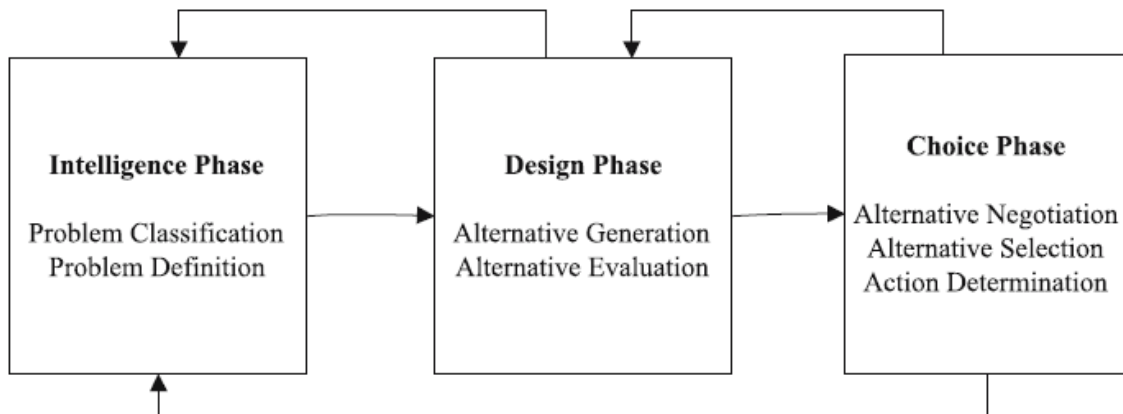 Intelligence Phase
Problem Classification
Problem Definition
Design Phase
Alternative Generation
Alternative Evaluation
Choice Phase
Alternative Negotiation
Alternative Selection
Action Determination